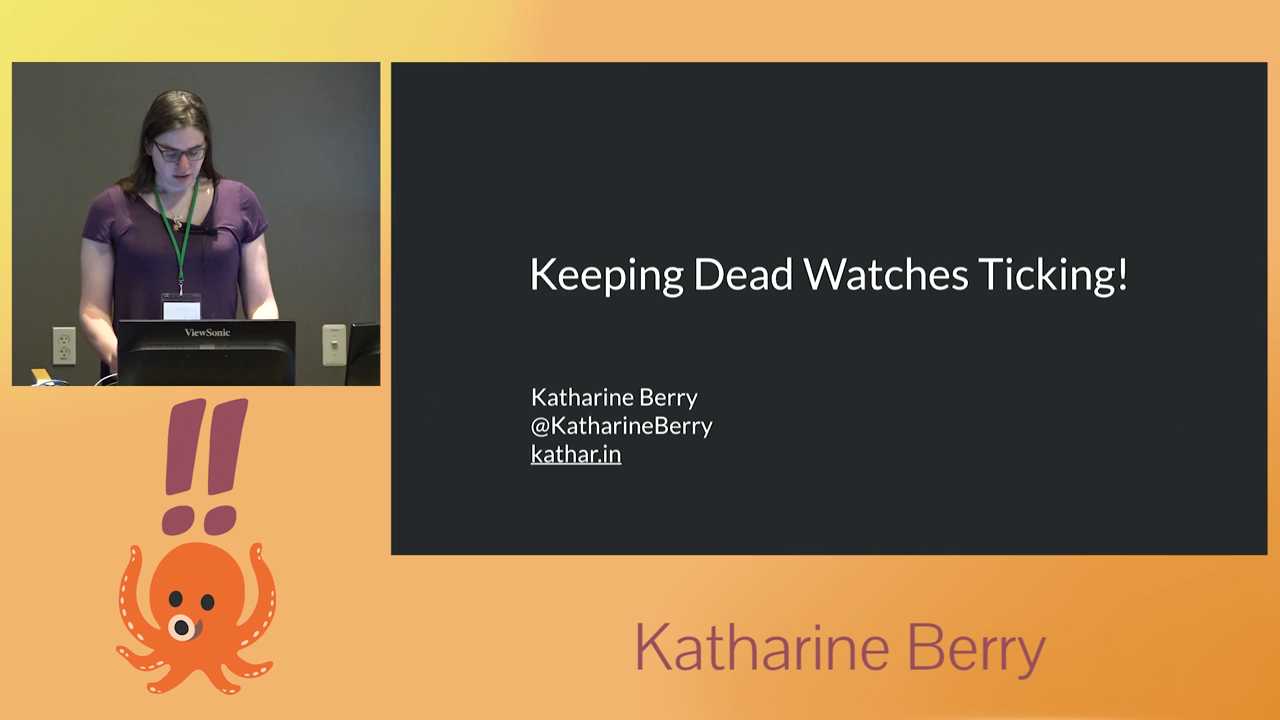 ViewSonic
Keeping Dead Watches Ticking!
Katharine Berry
@KatharineBerry
kathar.in
!!
Katharine Berry